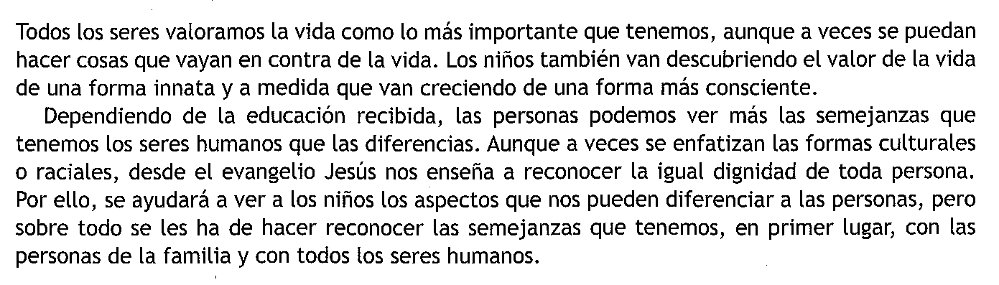 Todos los seres valoramos la vida como lo más importante que tenemos, aunque a veces se puedan
hacer cosas que vayan en contra de la vida. Los niños también van descubriendo el valor de la vida
de una forma innata y a medida que van creciendo de una forma más consciente.
Dependiendo de la educación recibida, las personas podemos ver más las semejanzas que
tenemos los seres humanos que las diferencias. Aunque a veces se enfatizan las formas culturales
o raciales, desde el evangelio Jesús nos enseña a reconocer la igual dignidad de toda persona.
Por ello, se ayudará a ver a los niños los aspectos que nos pueden diferenciar a las personas, pero
sobre todo se les ha de hacer reconocer las semejanzas que tenemos, en primer lugar, con las
personas de la familia y con todos los seres humanos.